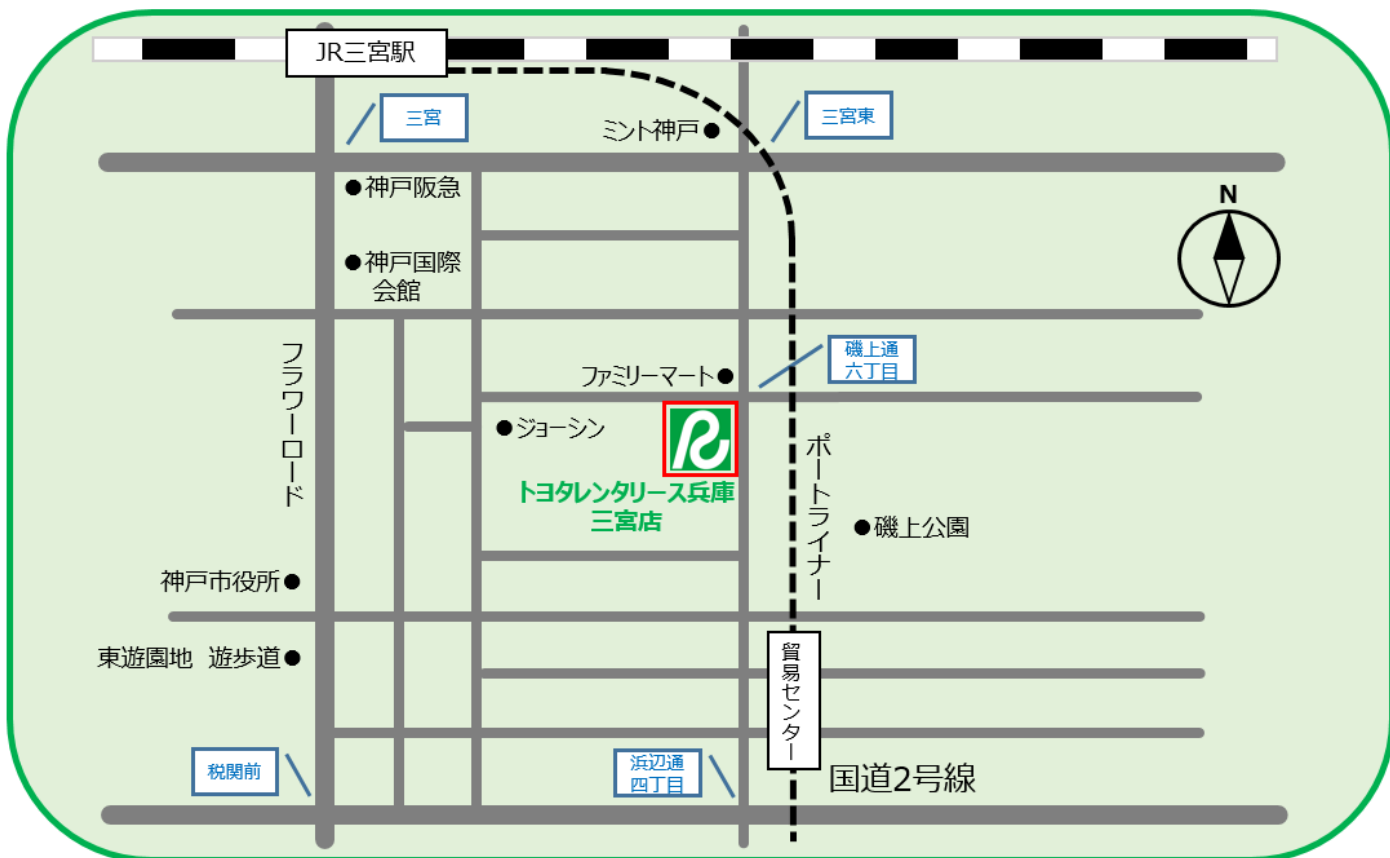 JR三宮駅
三宮
三宮東
ミント神戸
神戸阪急
N
神戸国際
会館
フラワーロード
磯上通
六丁目
ファミリーマート
ジョーシン
R
ポートライナー
トヨタレンタリース兵庫
三宮店
磯上公園
神戸市役所
東遊園地 遊歩道
貿易センター
税関前
浜辺通
四丁目
国道2号線